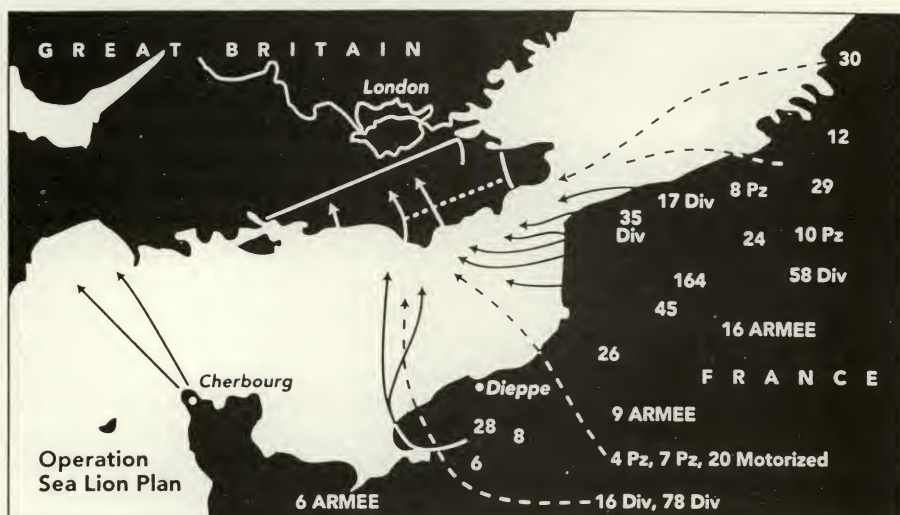 GREAT BRITAIN
London
30
12
8 Pz
29
17 Div
35
Div
24
10 Pz
58 Div
164
45
16 ARMEE
26
FRANCE
Cherbourg
Dieppe
9 ARMEE
28
8
6
4 Pz, 7 Pz, 20 Motorized
Operation
Sea Lion Plan
6 ARMEE
16 Div, 78 Div